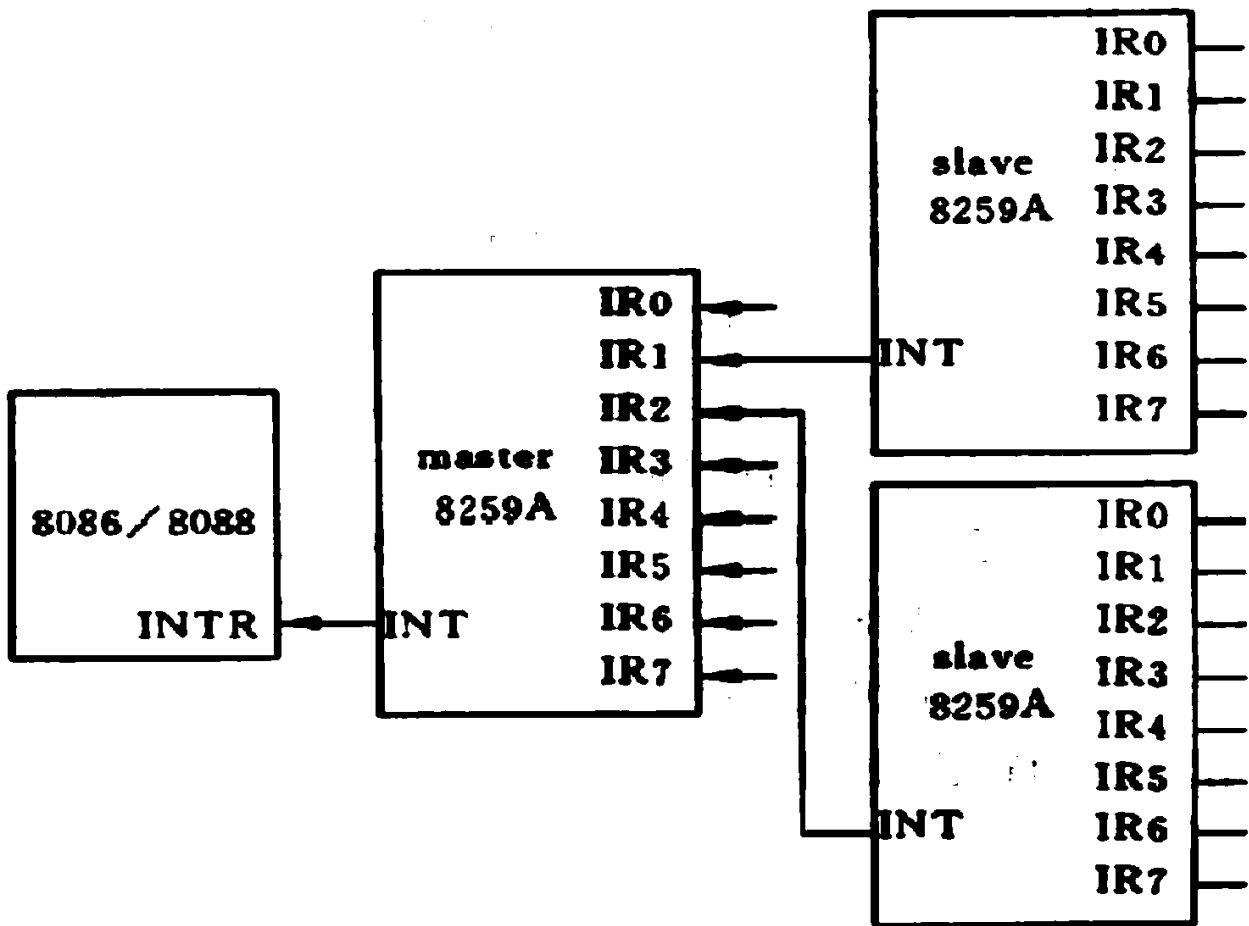 8086/8088
INTR
master
8259A
INT
IR0
IR1
IR2
IR3
IR4
IR5
IR6
IR7
slave
8259A
INT
IR0
IR1
IR2
IR3
IR4
IR5
IR6
IR7
slave
8259A
INT
IR0
IR1
IR2
IR3
IR4
IR5
IR6
IR7